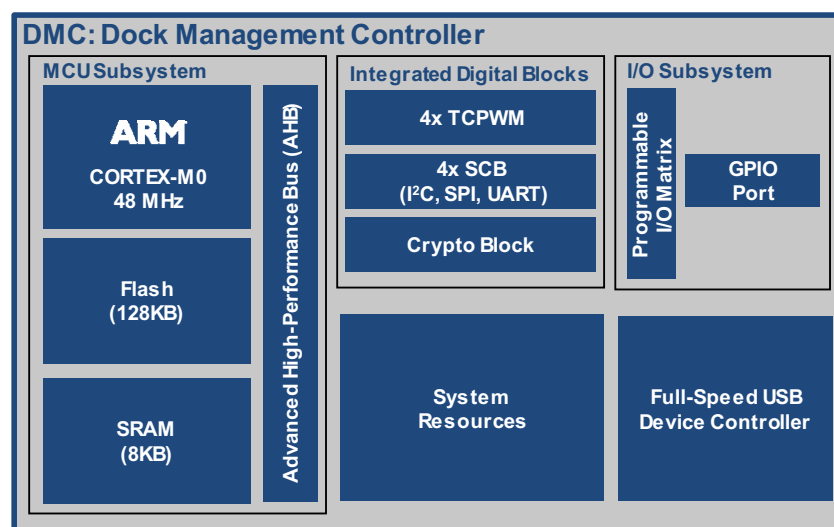 DMC: Dock Management Controller
MCU Subsystem
ARM
CORTEX-M0
48 MHz
Flash
(128KB)
SRAM
(8KB)
Advanced High-Performance Bus (AHB)
Integrated Digital Blocks
4x TCPWM
4x SCB
(I²C, SPI, UART)
Crypto Block
I/O Subsystem
Programmable
I/O Matrix
GPIO
Port
System
Resources
Full-Speed USB
Device Controller